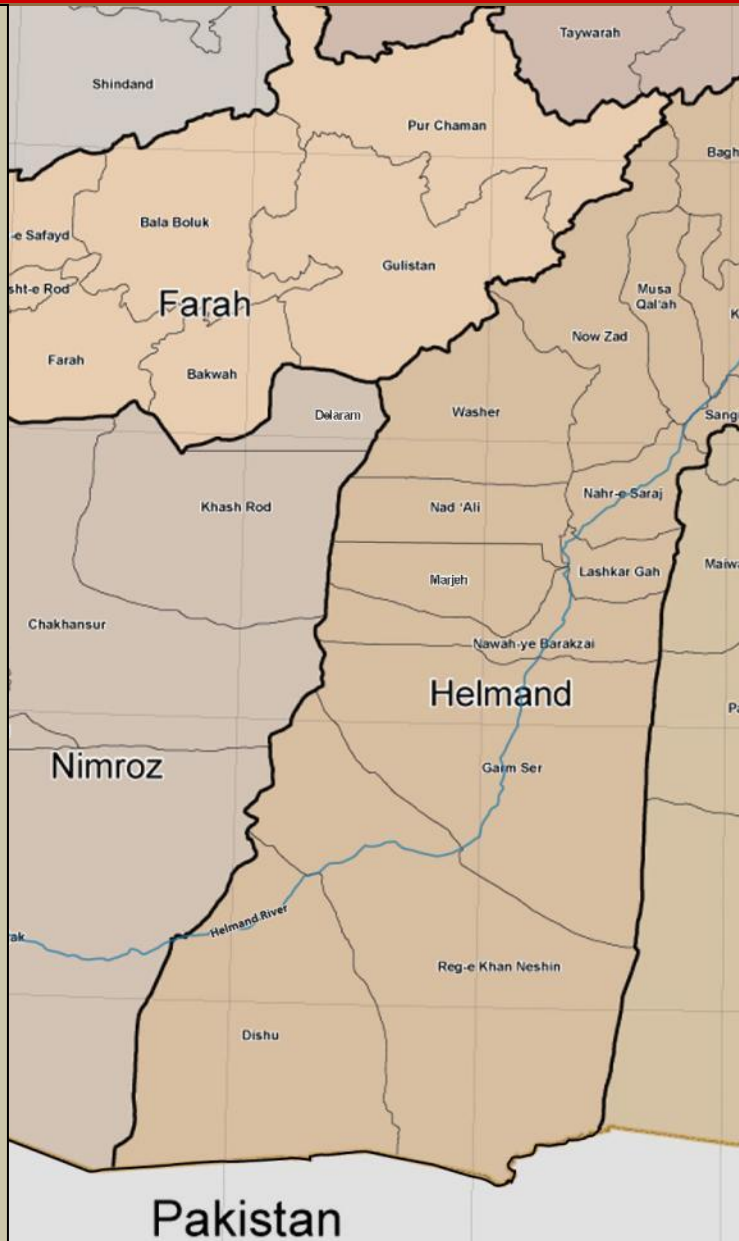 Taywarah
Shindand
Pur Chaman
Bagh
Bala Boluk
-e Safayd
Gulistan
sht-e Rod
Musa
Qal'ah
Farah
K
Now Zad
Farah
Bakwah
Washer
Delaram
Sang
Khash Rod
Nad 'Ali
Nahr-e Saraj
Maiwa
Marjeh
Lashkar Gah
Chakhansur
Nawah-ye Barakzai
Helmand
Pa
Nimroz
Garm Ser
Helmand River
rak
Reg-e Khan Neshin
Dishu
Pakistan